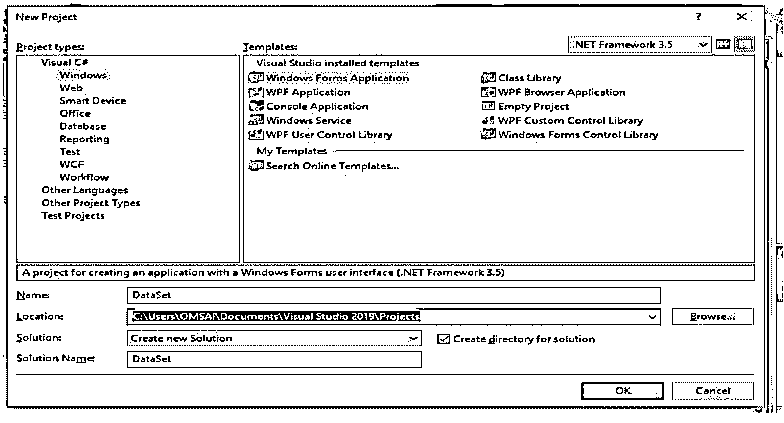 New Project
? ×
Project types:
Templates:
.NET Framework 3.5
Visual C#
Windows
Web
Smart Device
Office
Database
Reporting
Test
WCF
Workflow
Other Languages
Other Project Types
Test Projects
Visual Studio installed templates
Windows Forms Application
Class Library
WPF Application
WPF Browser Application
Console Application
Empty Project
Windows Service
WPF Custom Control Library
WPF User Control Library
Windows Forms Control Library
My Templates
Search Online Templates...
A project for creating an application with a Windows Forms user interface (.NET Framework 3.5)
Name: DataSet
Location: C:\Users\OMSAI\Documents\Visual Studio 2019\Projects Browse...
Solution: Create new Solution Create directory for solution
Solution Name: DataSet
OK Cancel